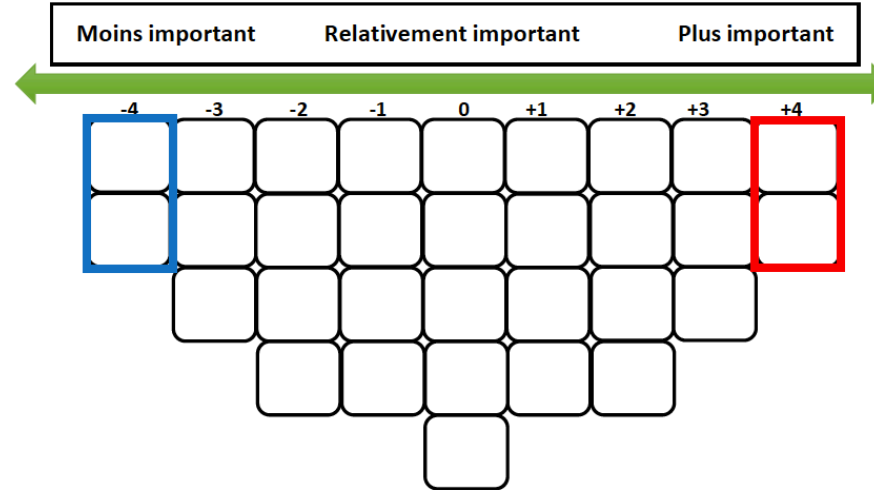 Moins important Relativement important Plus important
-4 -3 -2 -1 0 +1 +2 +3 +4